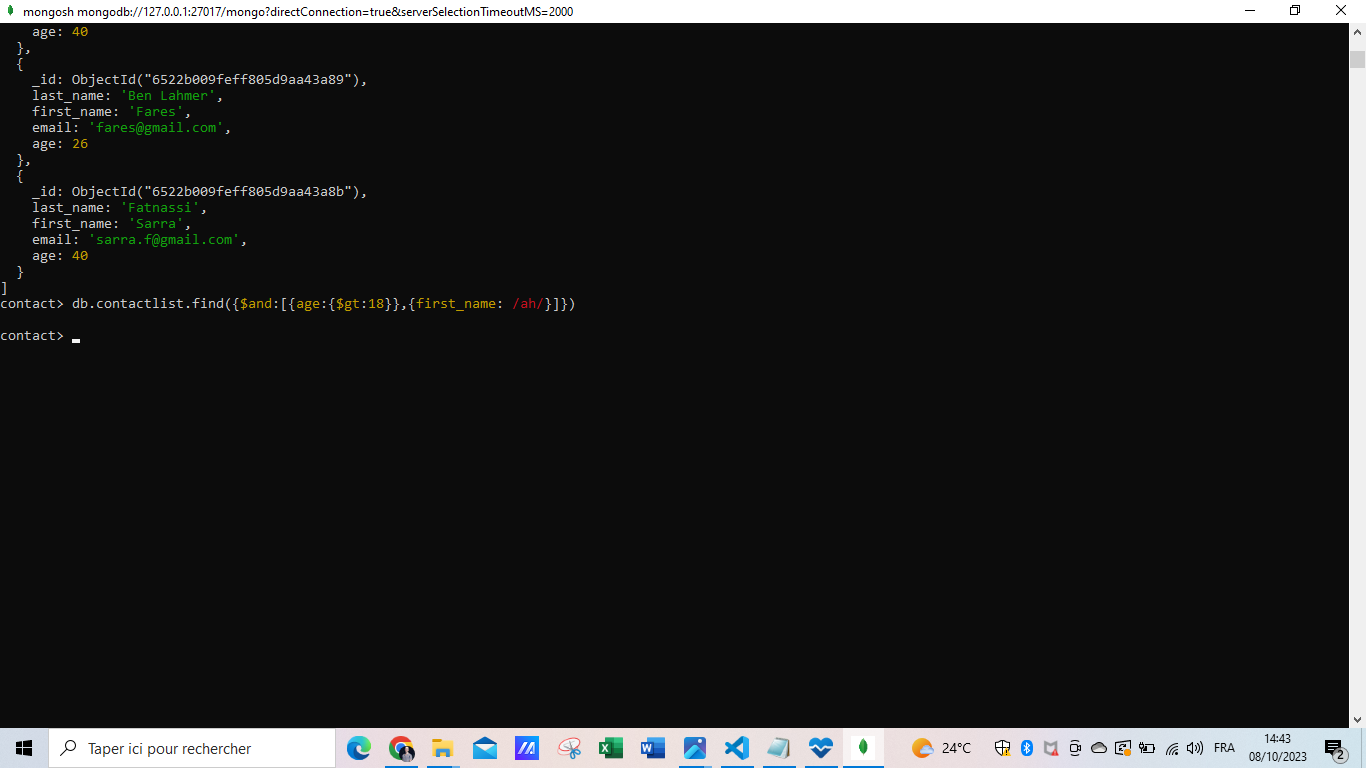 mongosh mongodb://127.0.0.1:27017/mongo?directConnection=true&serverSelectionTimeoutMS=2000
age: 40
},
{
_id: ObjectId("6522b009feff805d9aa43a89"),
last_name: 'Ben Lahmer',
first_name: 'Fares',
email: 'fares@gmail.com',
age: 26
},
{
_id: ObjectId("6522b009feff805d9aa43a8b"),
last_name: 'Fatnassi',
first_name: 'Sarra',
email: 'sarra.f@gmail.com',
age: 40
}
]
contact> db.contactlist.find({$and:[{age:{$gt:18}},{first_name: /ah/}]})
contact>
Taper ici pour rechercher
24°C
FRA
14:43
08/10/2023
2